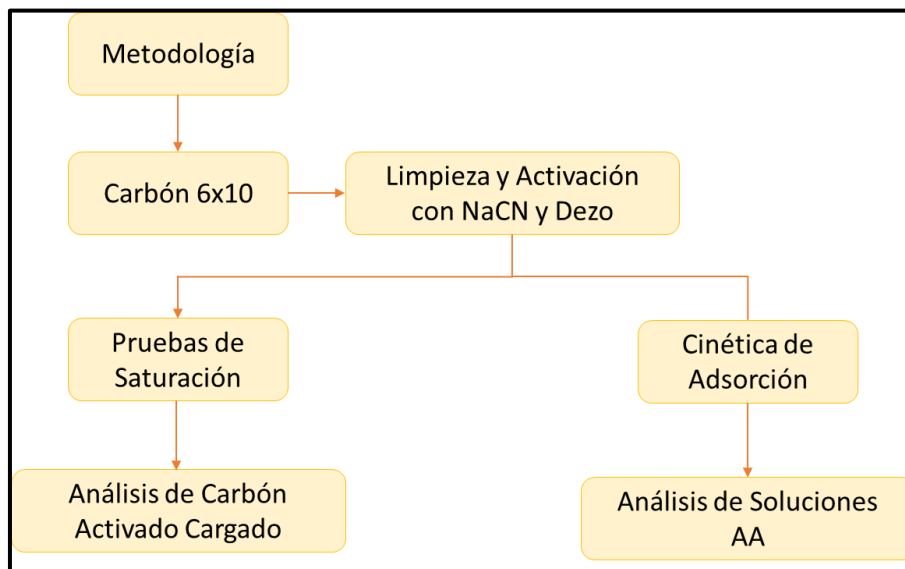 Metodología
Carbón 6x10
Limpieza y Activación
con NaCN y Dezo
Pruebas de
Saturación
Cinética de
Adsorción
Análisis de Carbón
Activado Cargado
Análisis de Soluciones
AA